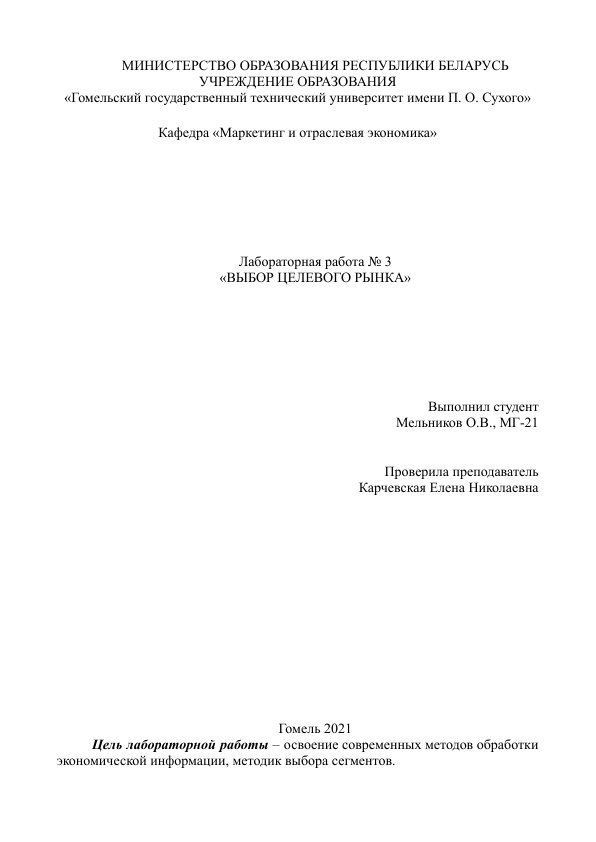 МИНИСТЕРСТВО ОБРАЗОВАНИЯ РЕСПУБЛИКИ БЕЛАРУСЬ
УЧРЕЖДЕНИЕ ОБРАЗОВАНИЯ
«Гомельский государственный технический университет имени П. О. Сухого»
Кафедра «Маркетинг и отраслевая экономика»
Лабораторная работа № 3
«ВЫБОР ЦЕЛЕВОГО РЫНКА»
Выполнил студент
Мельников О.В., МГ-21
Проверила преподаватель
Карчевская Елена Николаевна
Гомель 2021
Цель лабораторной работы – освоение современных методов обработки
экономической информации, методик выбора сегментов.